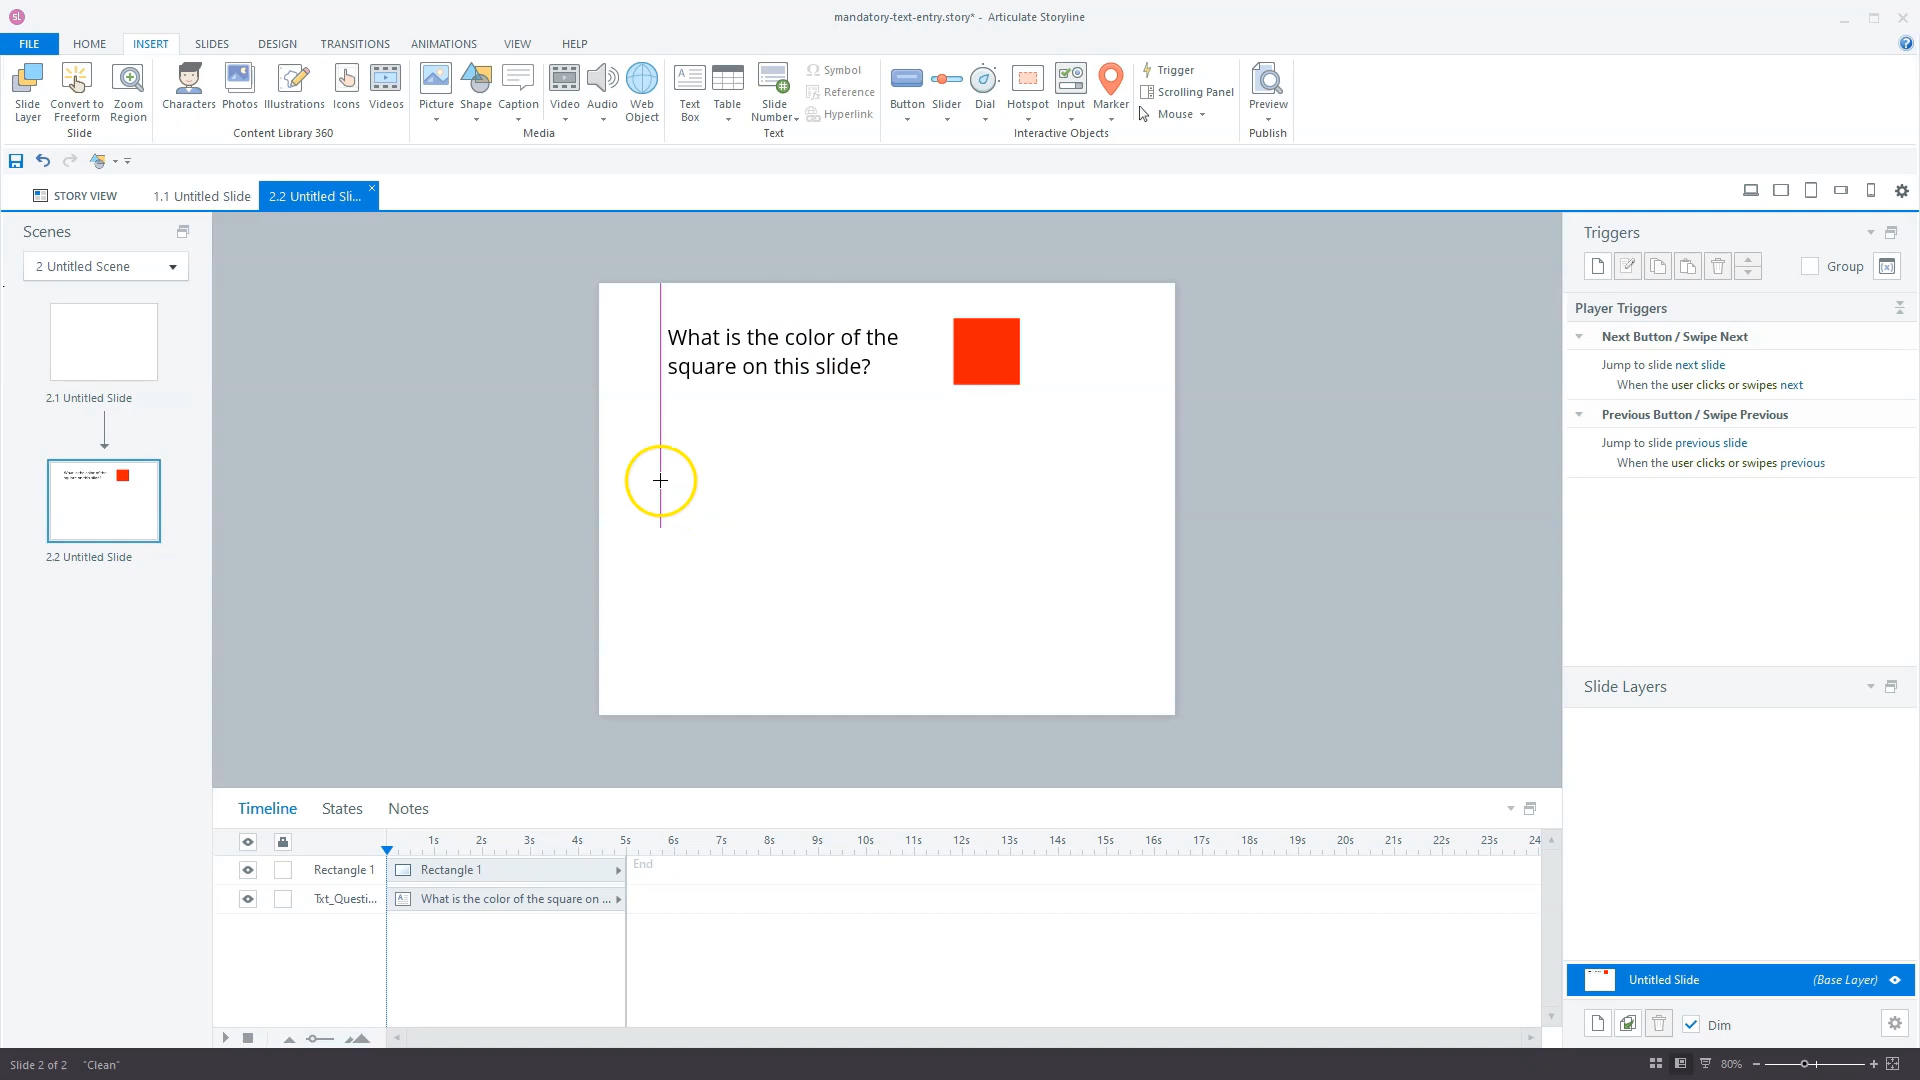 sl
mandatory-text-entry.story* - Articulate Storyline
FILE HOME INSERT SLIDES DESIGN TRANSITIONS ANIMATIONS VIEW HELP
Slide Layer
Convert to Freeform
Zoom Region
Slide
Characters
Photos
Illustrations
Icons
Videos
Content Library 360
Picture
Shape
Caption
Video
Audio
Web Object
Media
Text Box
Table
Slide Number
Symbol
Reference
Hyperlink
Text
Button
Slider
Dial
Hotspot
Input
Marker
Trigger
Scrolling Panel
Mouse
Interactive Objects
Preview
Publish
STORY VIEW
1.1 Untitled Slide
2.2 Untitled Sli...
Scenes
2 Untitled Scene
2.1 Untitled Slide
2.2 Untitled Slide
What is the color of the
square on this slide?
Triggers
Group
Player Triggers
Next Button / Swipe Next
Jump to slide next slide
When the user clicks or swipes next
Previous Button / Swipe Previous
Jump to slide previous slide
When the user clicks or swipes previous
Slide Layers
Untitled Slide (Base Layer)
Dim
Timeline States Notes
1s 2s 3s 4s 5s 6s 7s 8s 9s 10s 11s 12s 13s 14s 15s 16s 17s 18s 19s 20s 21s 22s 23s 24
Rectangle 1 Rectangle 1 End
Txt_Questi... What is the color of the square on ...
Slide 2 of 2 "Clean" 80%